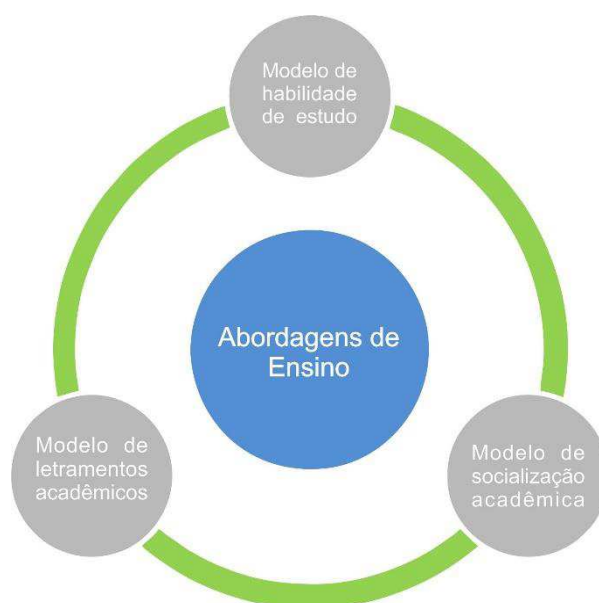 Modelo de
habilidade
de estudo
Abordagens de
Ensino
Modelo de
letramentos
acadêmicos
Modelo de
socialização
acadêmica